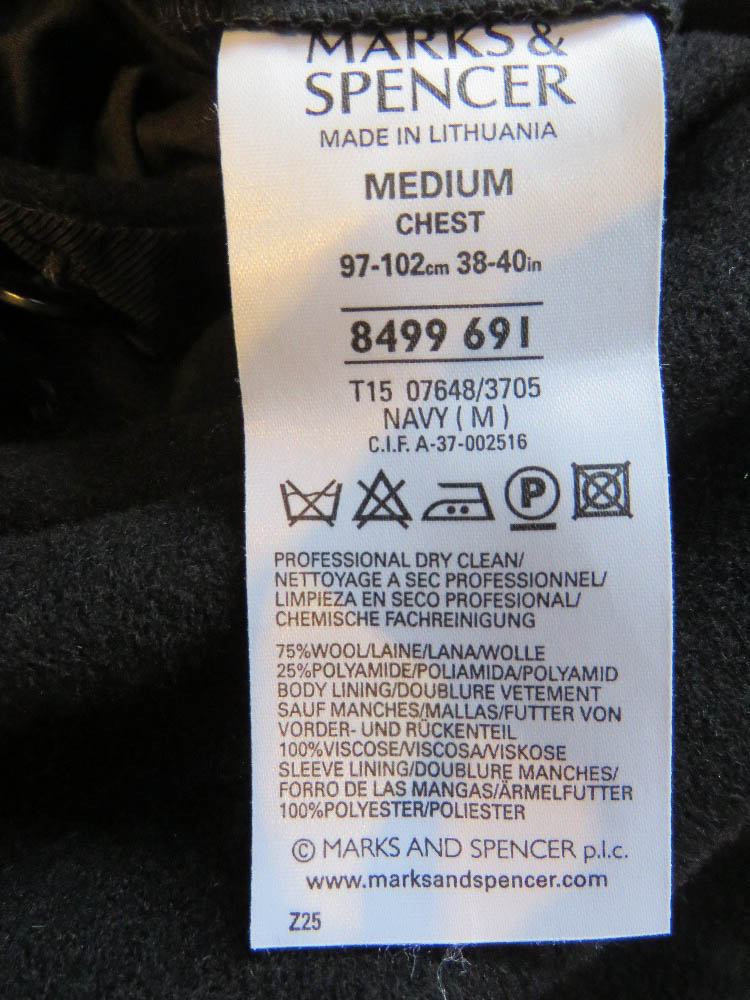 MARKS &
SPENCER
MADE IN LITHUANIA
MEDIUM
CHEST
97-102cm 38-40in
8499 691
T15 07648/3705
NAVY ( M )
C.I.F. A-37-002516
P
PROFESSIONAL DRY CLEAN/
NETTOYAGE A SEC PROFESSIONNEL/
LIMPIEZA EN SECO PROFESIONAL/
CHEMISCHE FACHREINIGUNG
75%WOOL/LAINE/LANA/WOLLE
25%POLYAMIDE/POLIAMIDA/POLYAMID
BODY LINING/DOUBLURE VETEMENT
SAUF MANCHES/MALLAS/FUTTER VON
VORDER- UND RÜCKENTEIL
100%VISCOSE/VISCOSA/VISKOSE
SLEEVE LINING/DOUBLURE MANCHES/
FORRO DE LAS MANGAS/ÄRMELFUTTER
100%POLYESTER/POLIESTER
© MARKS AND SPENCER p.l.c.
www.marksandspencer.com
Z25